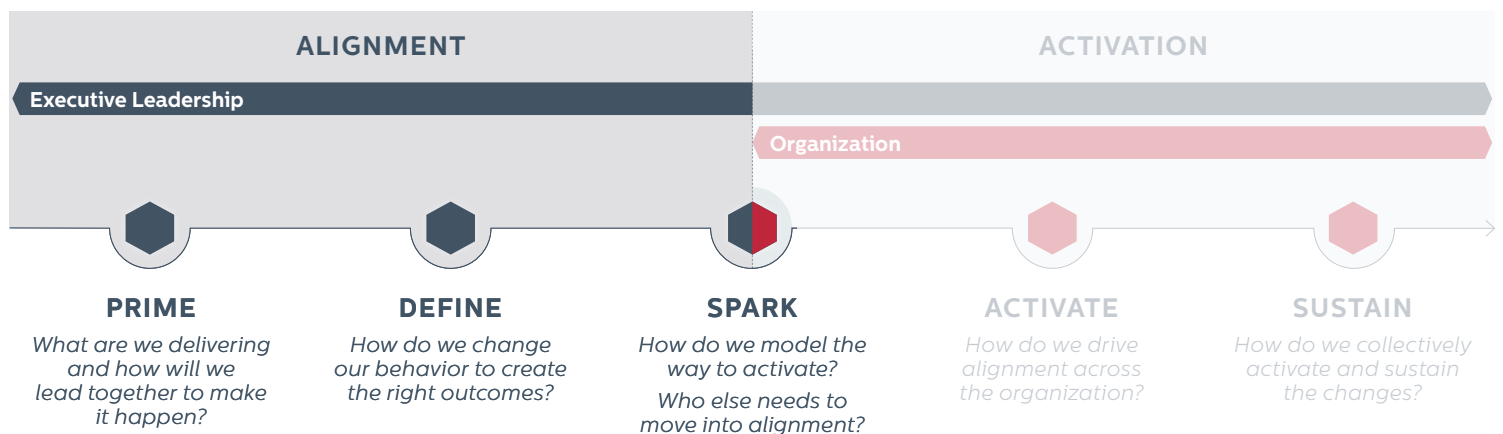 ALIGNMENT
ACTIVATION
Executive Leadership
Organization
PRIME
What are we delivering
and how will we
lead together to make
it happen?
DEFINE
How do we change
our behavior to create
the right outcomes?
SPARK
How do we model the
way to activate?
Who else needs to
move into alignment?
ACTIVATE
How do we drive
alignment across
the organization?
SUSTAIN
How do we collectively
activate and sustain
the changes?